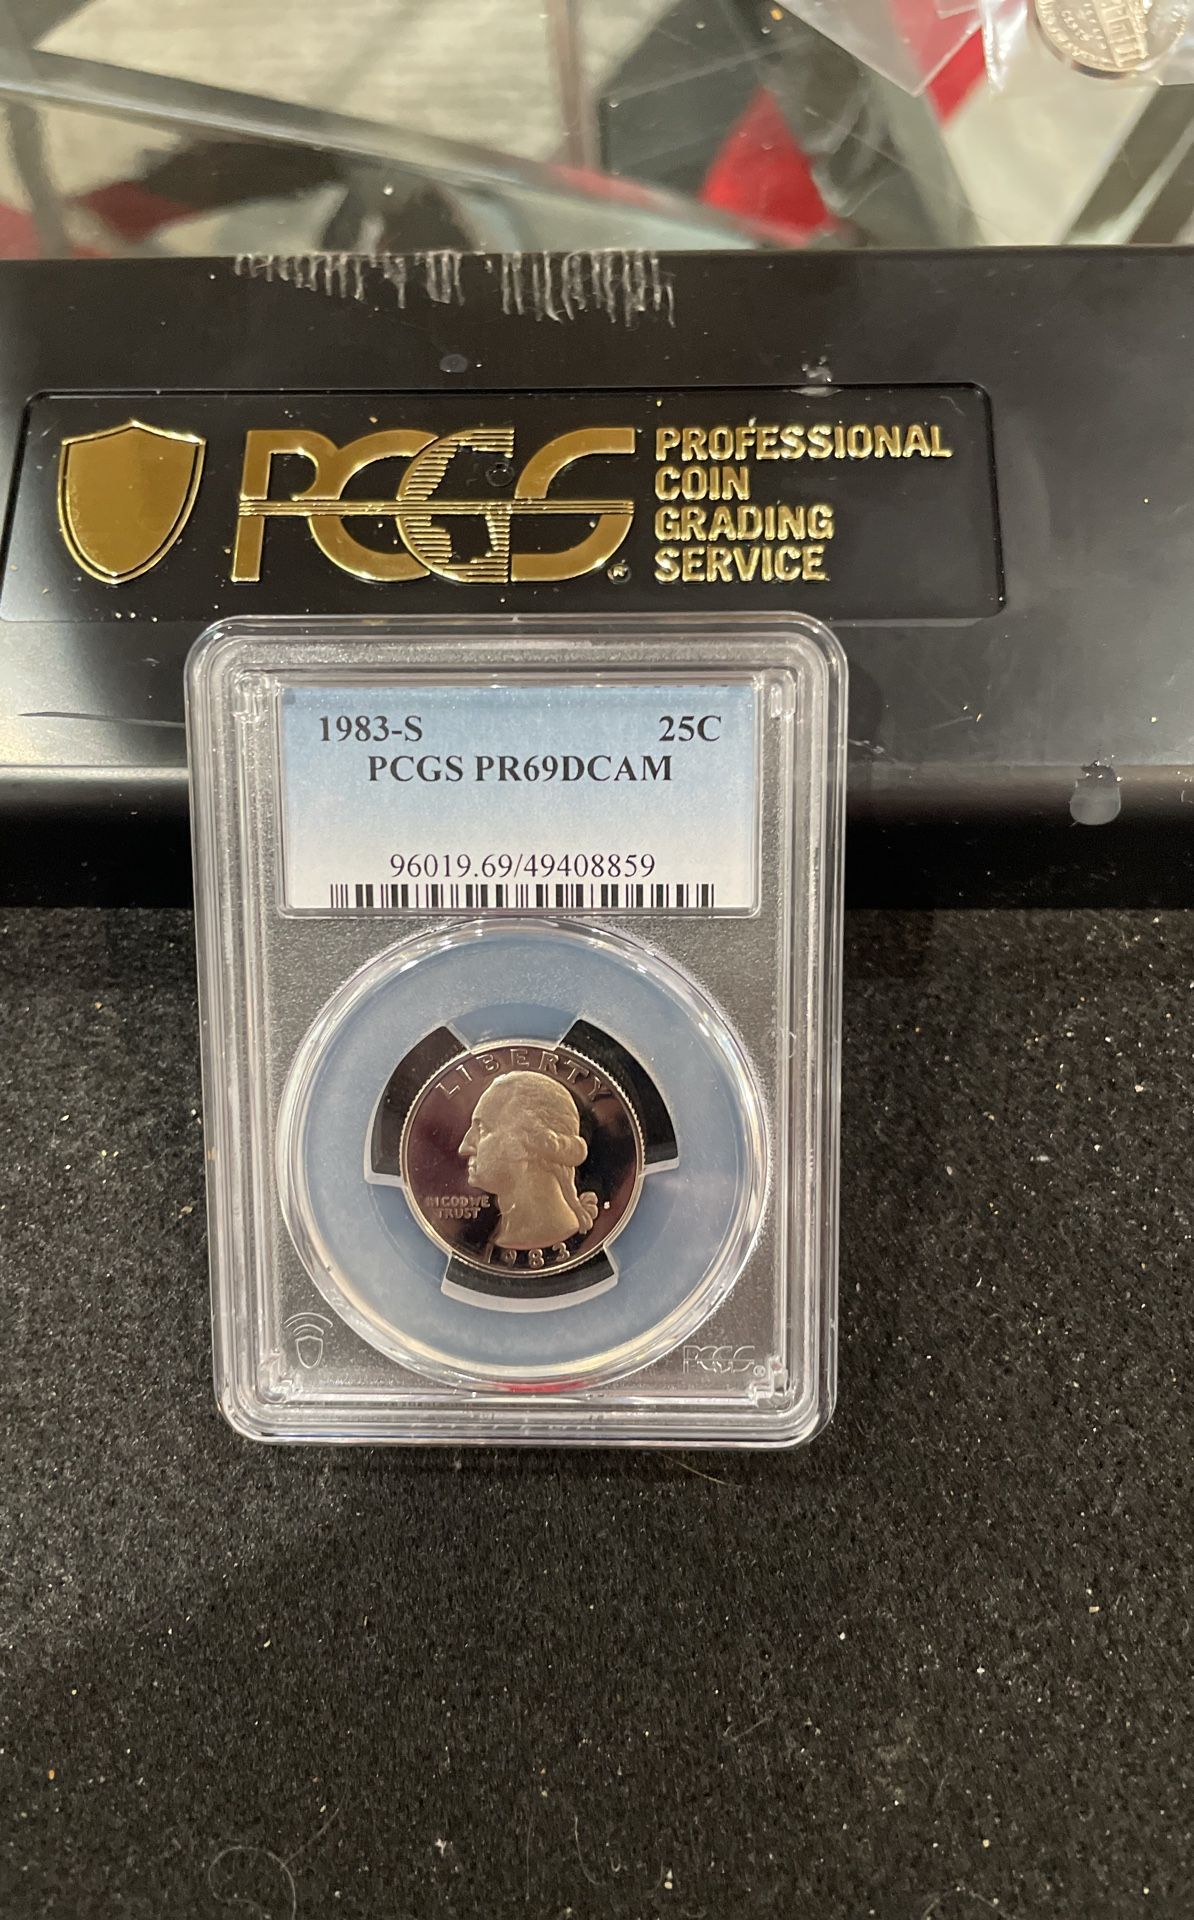 PCGS PROFESSIONAL
COIN
GRADING
SERVICE
1983-S 25C
PCGS PR69DCAM
96019.69/49408859
LIBERTY
IN GOD WE
TRUST
S
1983
PCGS